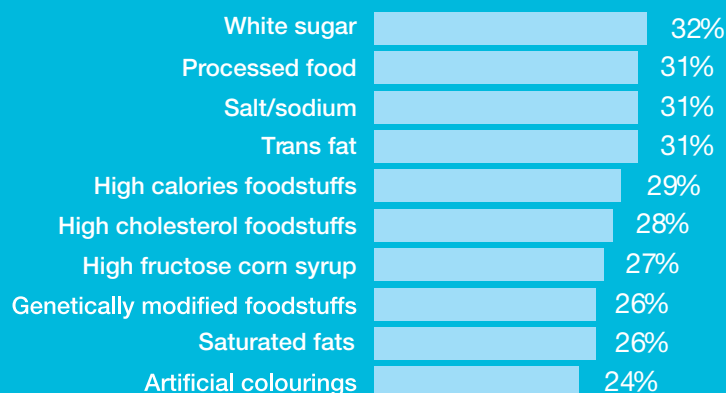 White sugar 32%
Processed food 31%
Salt/sodium 31%
Trans fat 31%
High calories foodstuffs 29%
High cholesterol foodstuffs 28%
High fructose corn syrup 27%
Genetically modified foodstuffs 26%
Saturated fats 26%
Artificial colourings 24%